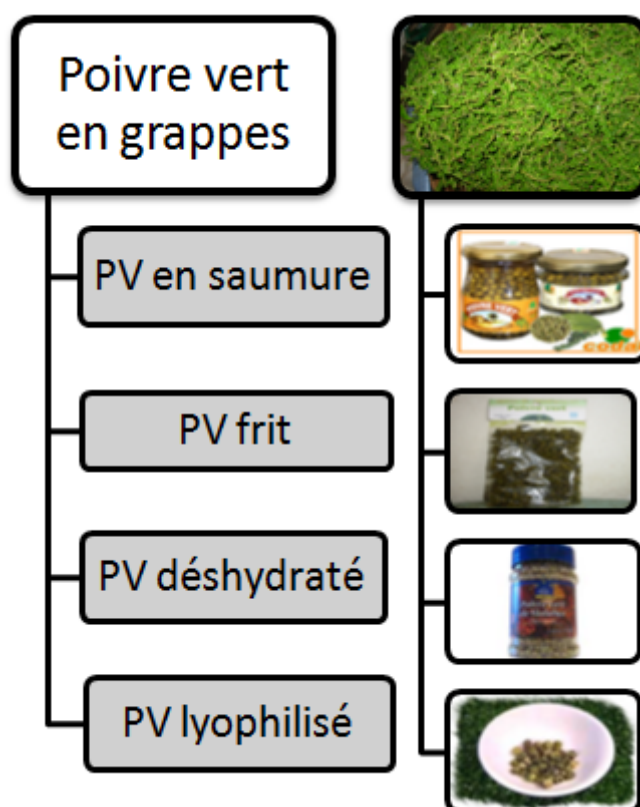 Poivre vert
en grappes
PV en saumure
PV frit
PV déshydraté
PV lyophilisé